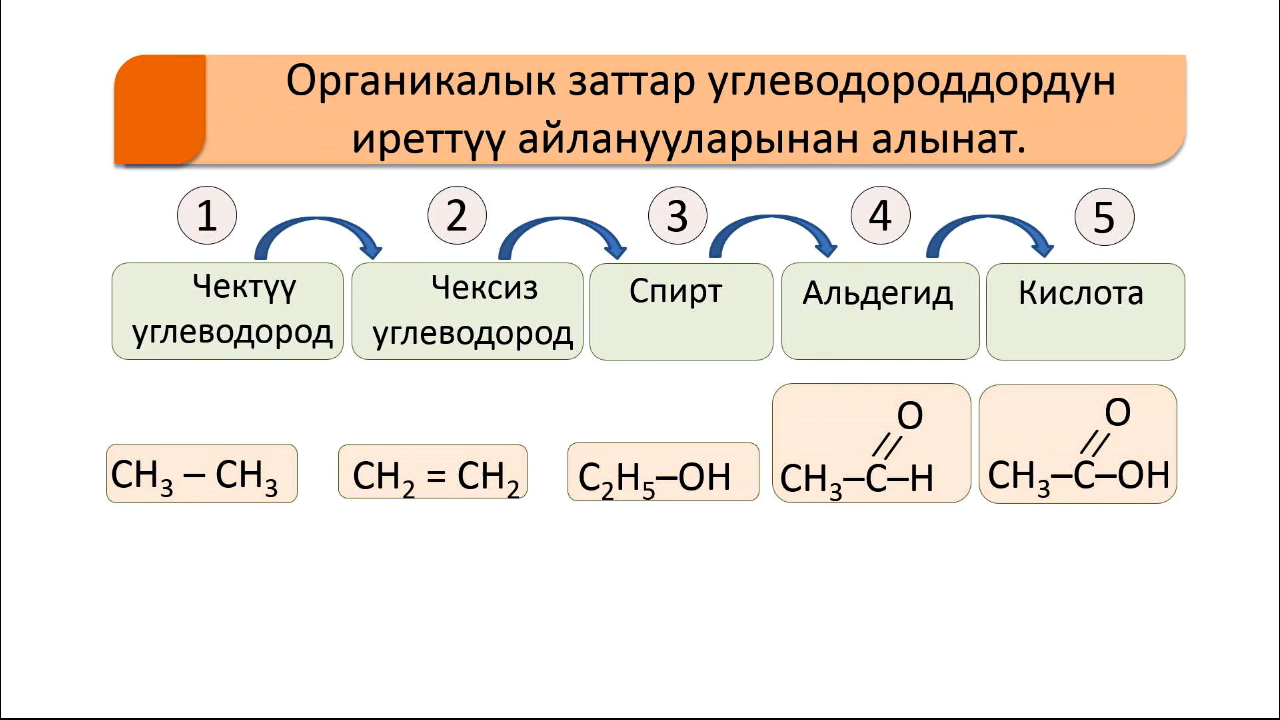 Органикалык заттар углеводороддордун
иреттүү айланууларынан алынат.
1 2 3 4 5
Чектүү
углеводород
Чексиз
углеводород
Спирт
Альдегид
Кислота
CH₃ – CH₃
CH₂ = CH₂
C₂H₅–OH
O
//
CH₃–C–H
O
//
CH₃–C–OH